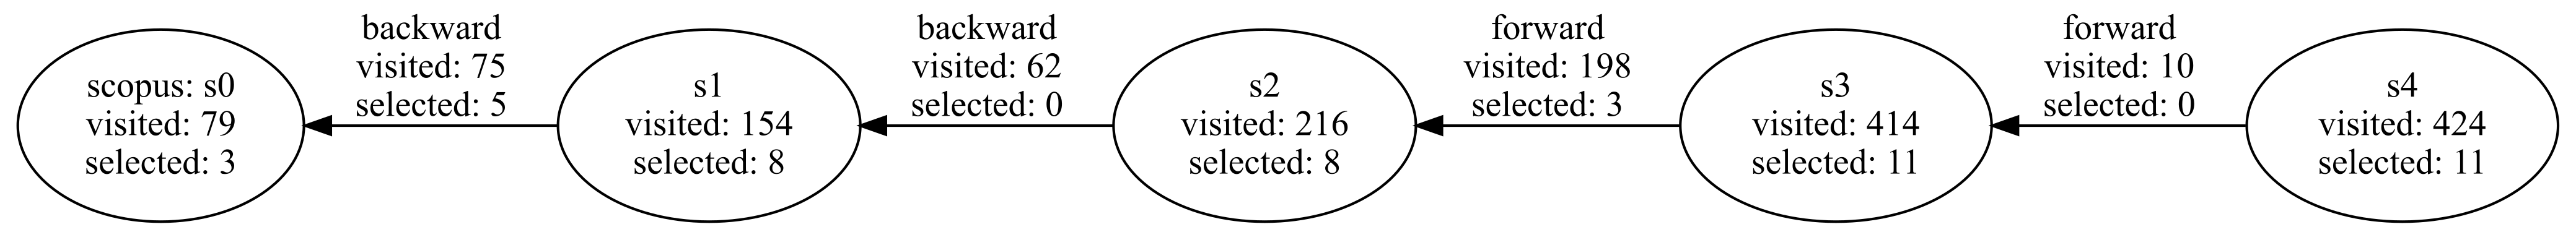 scopus: s0
visited: 79
selected: 3
backward
visited: 75
selected: 5
s1
visited: 154
selected: 8
backward
visited: 62
selected: 0
s2
visited: 216
selected: 8
forward
visited: 198
selected: 3
s3
visited: 414
selected: 11
forward
visited: 10
selected: 0
s4
visited: 424
selected: 11